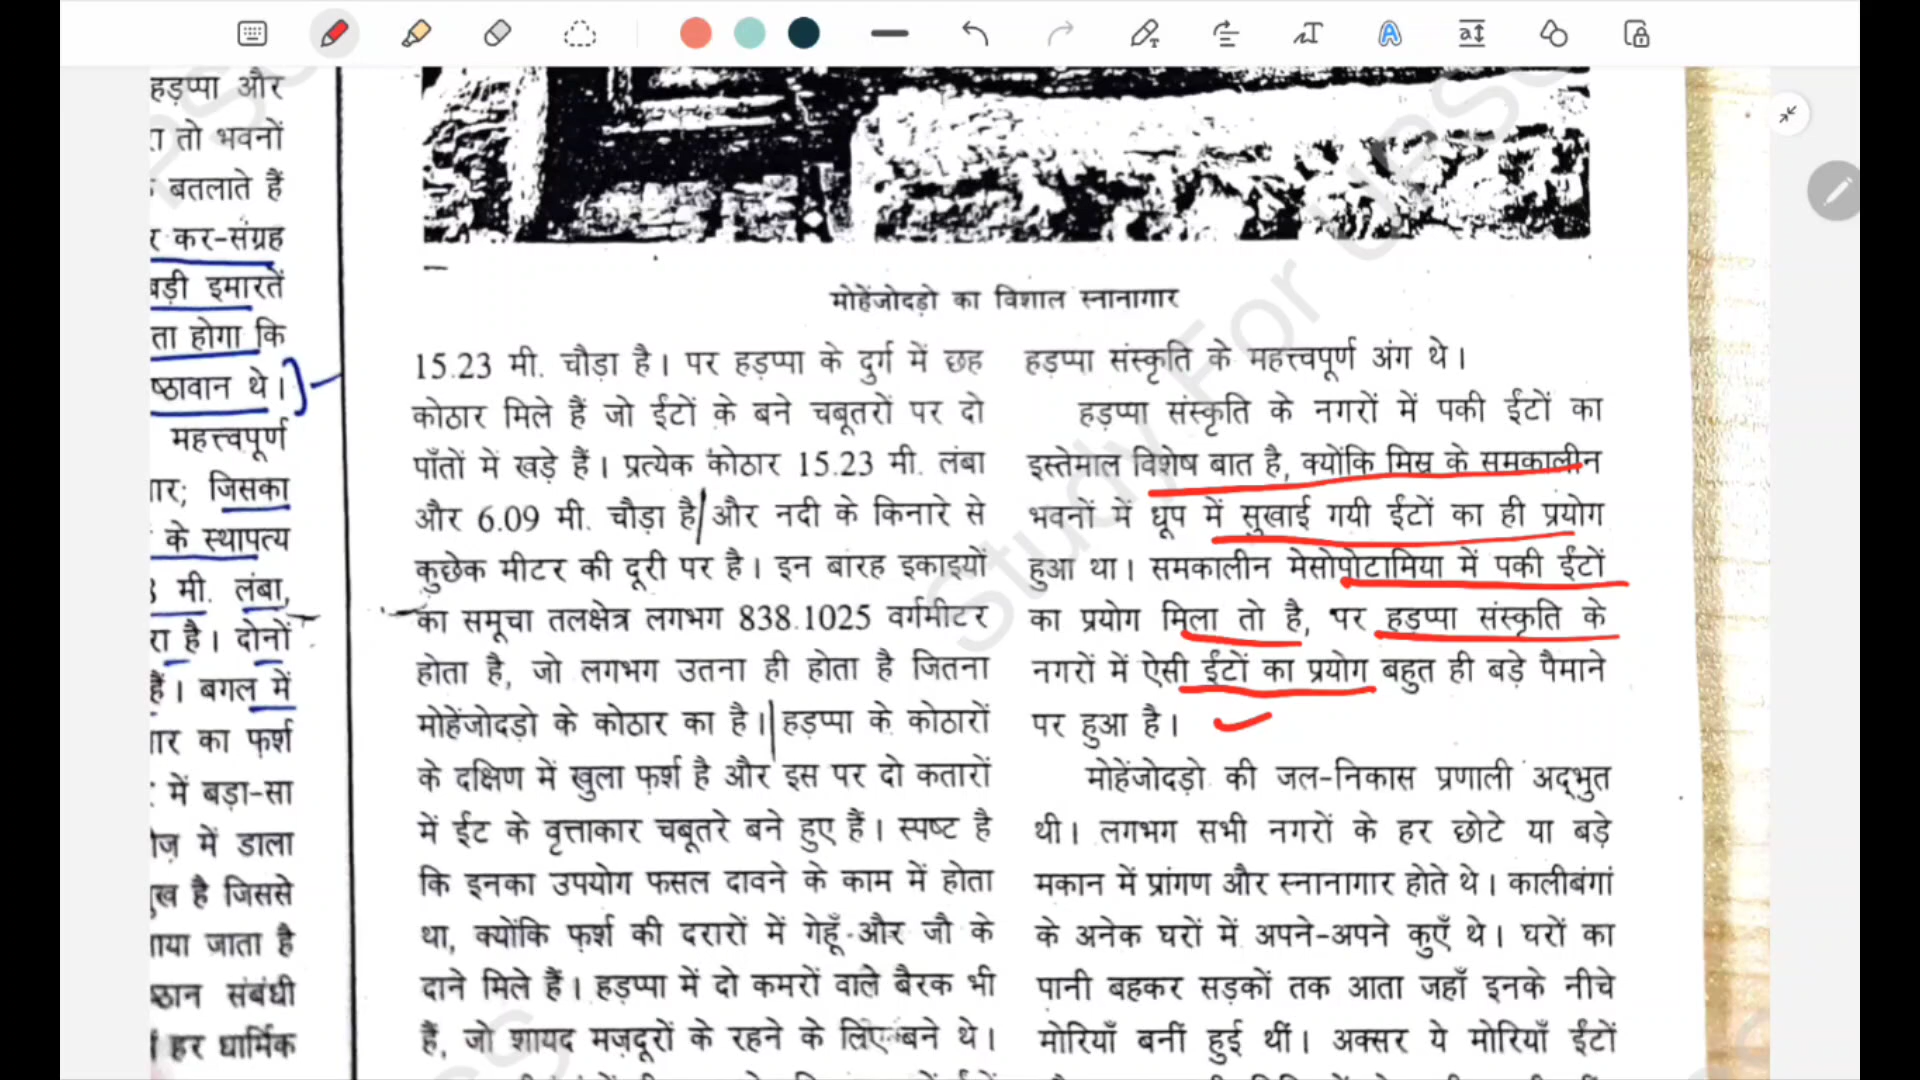 हड़प्पा और
तो भवनों
बतलाते हैं
कर-संग्रह
बड़ी इमारतें
ता होगा कि
ष्ठावान थे।
महत्त्वपूर्ण
ार; जिसका
के स्थापत्य
मी. लंबा,
रा है। दोनों
हैं। बगल में
ार का फ़र्श
में बड़ा-सा
ज़ में डाला
ुख है जिससे
ाया जाता है
ष्ठान संबंधी
हर धार्मिक
मोहेंजोदड़ो का विशाल स्नानागार
15.23 मी. चौड़ा है। पर हड़प्पा के दुर्ग में छह
कोठार मिले हैं जो ईंटों के बने चबूतरों पर दो
पाँतों में खड़े हैं। प्रत्येक कोठार 15.23 मी. लंबा
और 6.09 मी. चौड़ा है और नदी के किनारे से
कुछेक मीटर की दूरी पर है। इन बारह इकाइयों
का समूचा तलक्षेत्र लगभग 838.1025 वर्गमीटर
होता है, जो लगभग उतना ही होता है जितना
मोहेंजोदड़ो के कोठार का है। हड़प्पा के कोठारों
के दक्षिण में खुला फ़र्श है और इस पर दो कतारों
में ईंट के वृत्ताकार चबूतरे बने हुए हैं। स्पष्ट है
कि इनका उपयोग फसल दावने के काम में होता
था, क्योंकि फ़र्श की दरारों में गेहूँ और जौ के
दाने मिले हैं। हड़प्पा में दो कमरों वाले बैरक भी
हैं, जो शायद मज़दूरों के रहने के लिए बने थे।
हड़प्पा संस्कृति के महत्त्वपूर्ण अंग थे।
हड़प्पा संस्कृति के नगरों में पकी ईंटों का
इस्तेमाल विशेष बात है, क्योंकि मिस्र के समकालीन
भवनों में धूप में सुखाई गयी ईंटों का ही प्रयोग
हुआ था। समकालीन मेसोपोटामिया में पकी ईंटों
का प्रयोग मिला तो है, पर हड़प्पा संस्कृति के
नगरों में ऐसी ईंटों का प्रयोग बहुत ही बड़े पैमाने
पर हुआ है।
मोहेंजोदड़ो की जल-निकास प्रणाली अद्भुत
थी। लगभग सभी नगरों के हर छोटे या बड़े
मकान में प्रांगण और स्नानागार होते थे। कालीबंगां
के अनेक घरों में अपने-अपने कुएँ थे। घरों का
पानी बहकर सड़कों तक आता जहाँ इनके नीचे
मोरियाँ बनीं हुई थीं। अक्सर ये मोरियाँ ईंटों
Study For